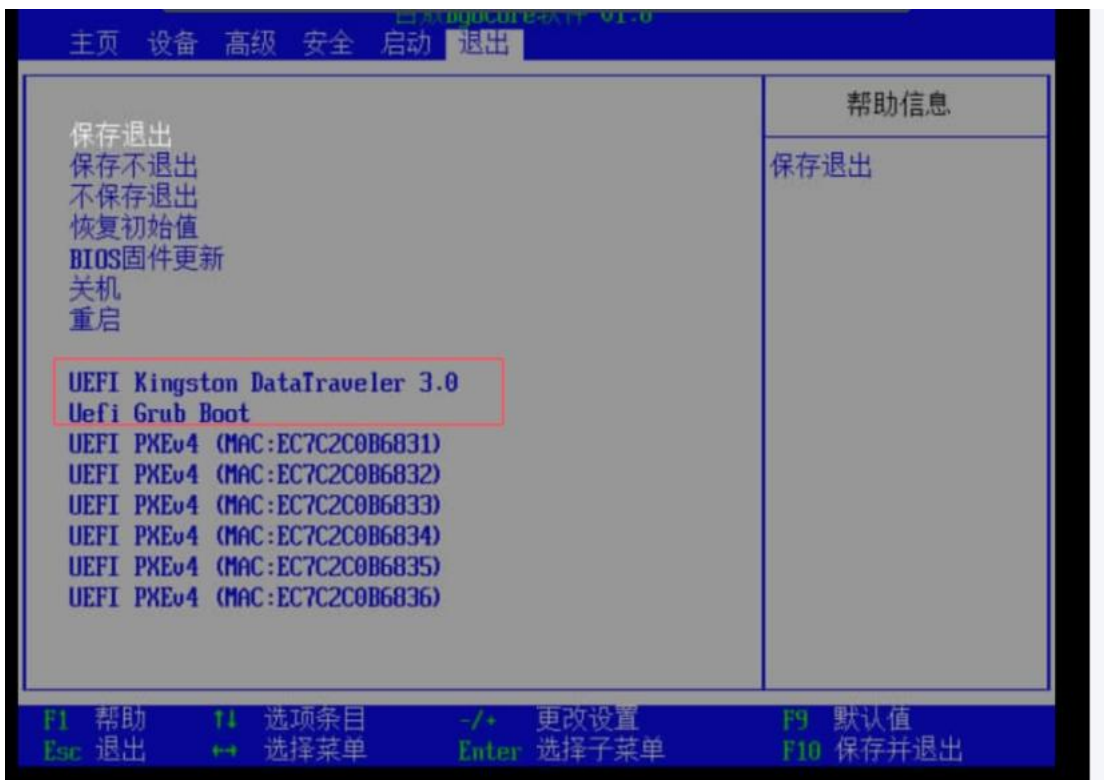 主页 设备 高级 安全 启动 退出
帮助信息
保存退出
保存退出
保存不退出
不保存退出
恢复初始值
BIOS固件更新
关机
重启
UEFI Kingston DataTraveler 3.0
Uefi Grub Boot
UEFI PXEv4 (MAC:EC7C2C0B6831)
UEFI PXEv4 (MAC:EC7C2C0B6832)
UEFI PXEv4 (MAC:EC7C2C0B6833)
UEFI PXEv4 (MAC:EC7C2C0B6834)
UEFI PXEv4 (MAC:EC7C2C0B6835)
UEFI PXEv4 (MAC:EC7C2C0B6836)
F1 帮助 ↑↓ 选项条目 -/+ 更改设置 F9 默认值
Esc 退出 ↔ 选择菜单 Enter 选择子菜单 F10 保存并退出